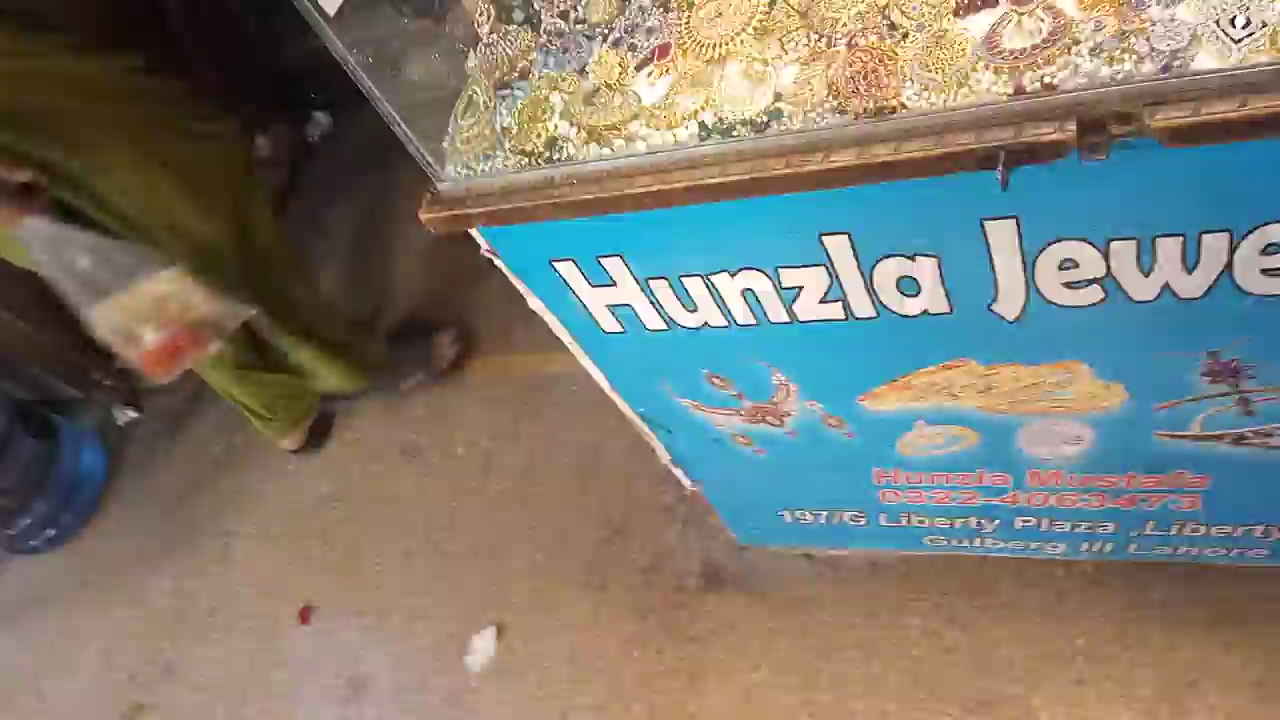 Hunzla Jewe
Hunzla Mustafa
0322-4063473
197/G Liberty Plaza ,Liberty
Gulberg III Lahore